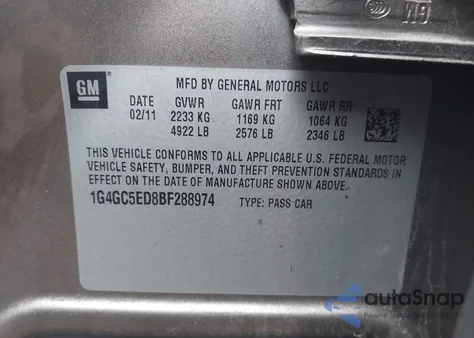 GM
MFD BY GENERAL MOTORS LLC
DATE GVWR GAWR FRT GAWR RR
02/11 2233 KG 1169 KG 1064 KG
4922 LB 2576 LB 2346 LB
THIS VEHICLE CONFORMS TO ALL APPLICABLE U.S. FEDERAL MOTOR
VEHICLE SAFETY, BUMPER, AND THEFT PREVENTION STANDARDS IN
EFFECT ON THE DATE OF MANUFACTURE SHOWN ABOVE.
1G4GC5ED8BF288974 TYPE: PASS CAR
autoSnap